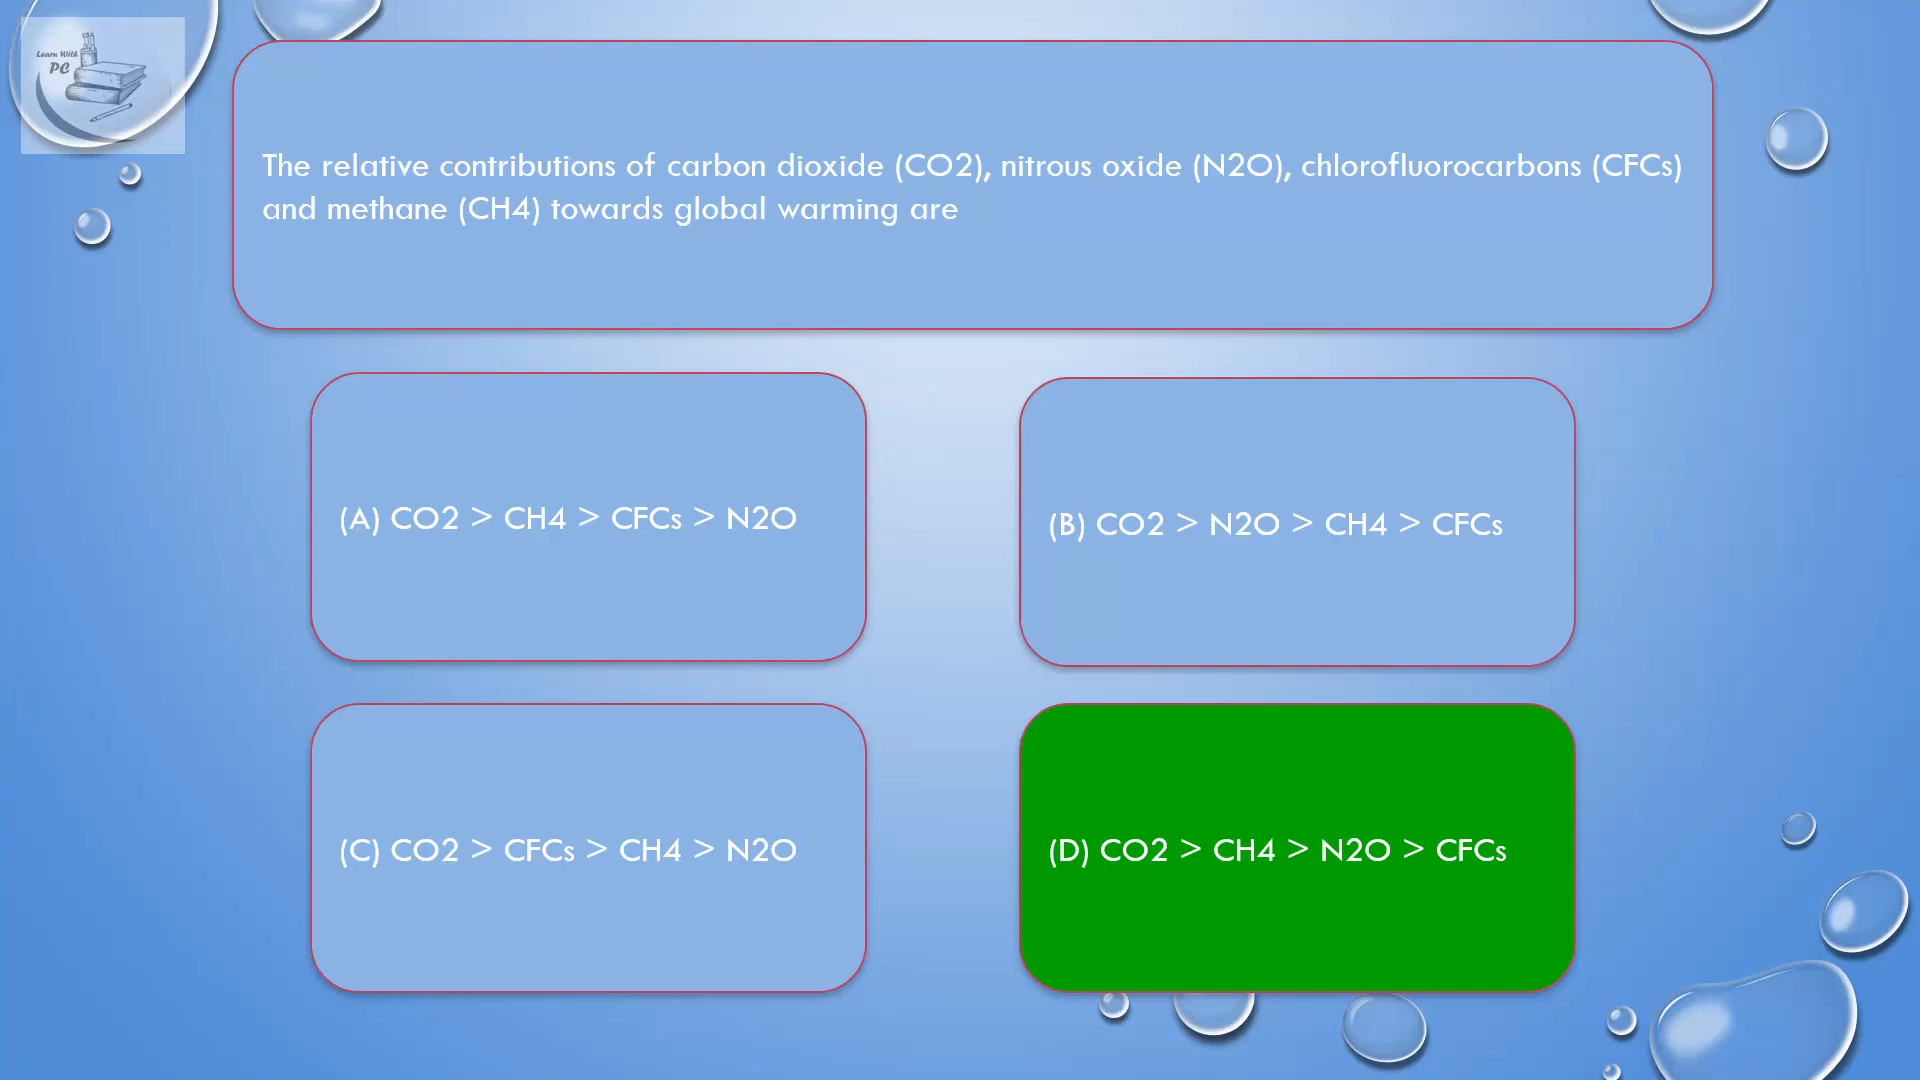 Learn With
PC
The relative contributions of carbon dioxide (CO2), nitrous oxide (N2O), chlorofluorocarbons (CFCs)
and methane (CH4) towards global warming are
(A) CO2 > CH4 > CFCs > N2O
(B) CO2 > N2O > CH4 > CFCs
(C) CO2 > CFCs > CH4 > N2O
(D) CO2 > CH4 > N2O > CFCs